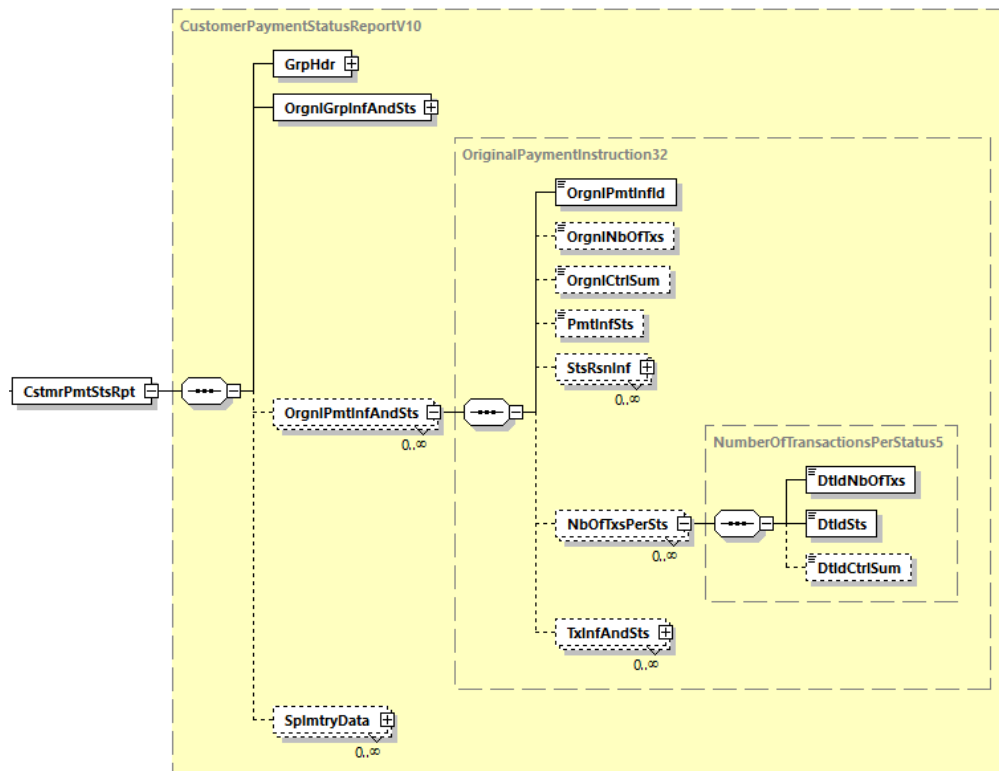 CustomerPaymentStatusReportV10
GrpHdr
OrgnlGrpInfAndSts
OriginalPaymentInstruction32
OrgnlPmtInfId
OrgnlNbOfTxs
OrgnlCtrlSum
PmtInfSts
StsRsnInf
0..∞
CstmrPmtStsRpt
OrgnlPmtInfAndSts
0..∞
NumberOfTransactionsPerStatus5
DtldNbOfTxs
NbOfTxsPerSts
0..∞
DtldSts
DtldCtrlSum
TxInfAndSts
0..∞
SplmtryData
0..∞